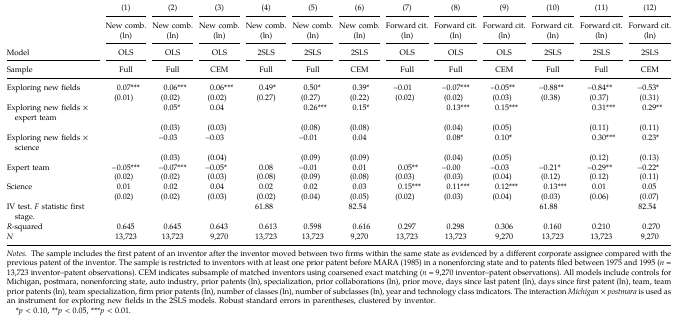 (1) (2) (3) (4) (5) (6) (7) (8) (9) (10) (11) (12)
New comb. New comb. New comb. New comb. New comb. New comb. Forward cit. Forward cit. Forward cit. Forward cit. Forward cit. Forward cit.
(ln) (ln) (ln) (ln) (ln) (ln) (ln) (ln) (ln) (ln) (ln) (ln)
Model OLS OLS OLS 2SLS 2SLS 2SLS OLS OLS OLS 2SLS 2SLS 2SLS
Sample Full Full CEM Full Full CEM Full Full CEM Full Full CEM
Exploring new fields 0.07*** 0.06*** 0.06*** 0.49* 0.50* 0.39* −0.01 −0.07*** −0.05** −0.88** −0.84** −0.53*
(0.01) (0.02) (0.02) (0.27) (0.27) (0.22) (0.02) (0.02) (0.03) (0.38) (0.37) (0.31)
Exploring new fields × 0.05* 0.04 0.26*** 0.15* 0.13*** 0.15*** 0.31*** 0.29**
expert team
(0.03) (0.03) (0.08) (0.08) (0.04) (0.05) (0.11) (0.11)
Exploring new fields × −0.03 −0.03 −0.01 0.04 0.08* 0.10* 0.30*** 0.23*
science
(0.03) (0.04) (0.09) (0.09) (0.04) (0.05) (0.12) (0.13)
Expert team −0.05*** −0.07*** −0.05* 0.08 −0.01 0.01 0.05** −0.00 −0.03 −0.21* −0.29** −0.22*
(0.02) (0.02) (0.03) (0.08) (0.09) (0.08) (0.03) (0.03) (0.04) (0.12) (0.12) (0.11)
Science 0.01 0.02 0.04 0.02 0.02 0.03 0.15*** 0.11*** 0.12*** 0.13*** 0.01 0.05
(0.02) (0.02) (0.03) (0.02) (0.04) (0.05) (0.02) (0.03) (0.04) (0.03) (0.06) (0.07)
IV test. F statistic first 61.88 82.54 61.88 82.54
stage.
R-squared 0.645 0.645 0.643 0.613 0.598 0.616 0.297 0.298 0.306 0.160 0.210 0.270
N 13,723 13,723 9,270 13,723 13,723 9,270 13,723 13,723 9,270 13,723 13,723 9,270
Notes. The sample includes the first patent of an inventor after the inventor moved between two firms within the same state as evidenced by a different corporate assignee compared with the
previous patent of the inventor. The sample is restricted to inventors with at least one prior patent before MARA (1985) in a nonenforcing state and to patents filed between 1975 and 1995 (n =
13,723 inventor–patent observations). CEM indicates subsample of matched inventors using coarsened exact matching (n = 9,270 inventor–patent observations). All models include controls for
Michigan, postmara, nonenforcing state, auto industry, prior patents (ln), specialization, prior collaborations (ln), prior move, days since last patent (ln), days since first patent (ln), team, team
prior patents (ln), team specialization, firm prior patents (ln), number of classes (ln), number of subclasses (ln), year and technology class indicators. The interaction Michigan × postmara is used as
an instrument for exploring new fields in the 2SLS models. Robust standard errors in parentheses, clustered by inventor.
*p < 0.10, **p < 0.05, ***p < 0.01.